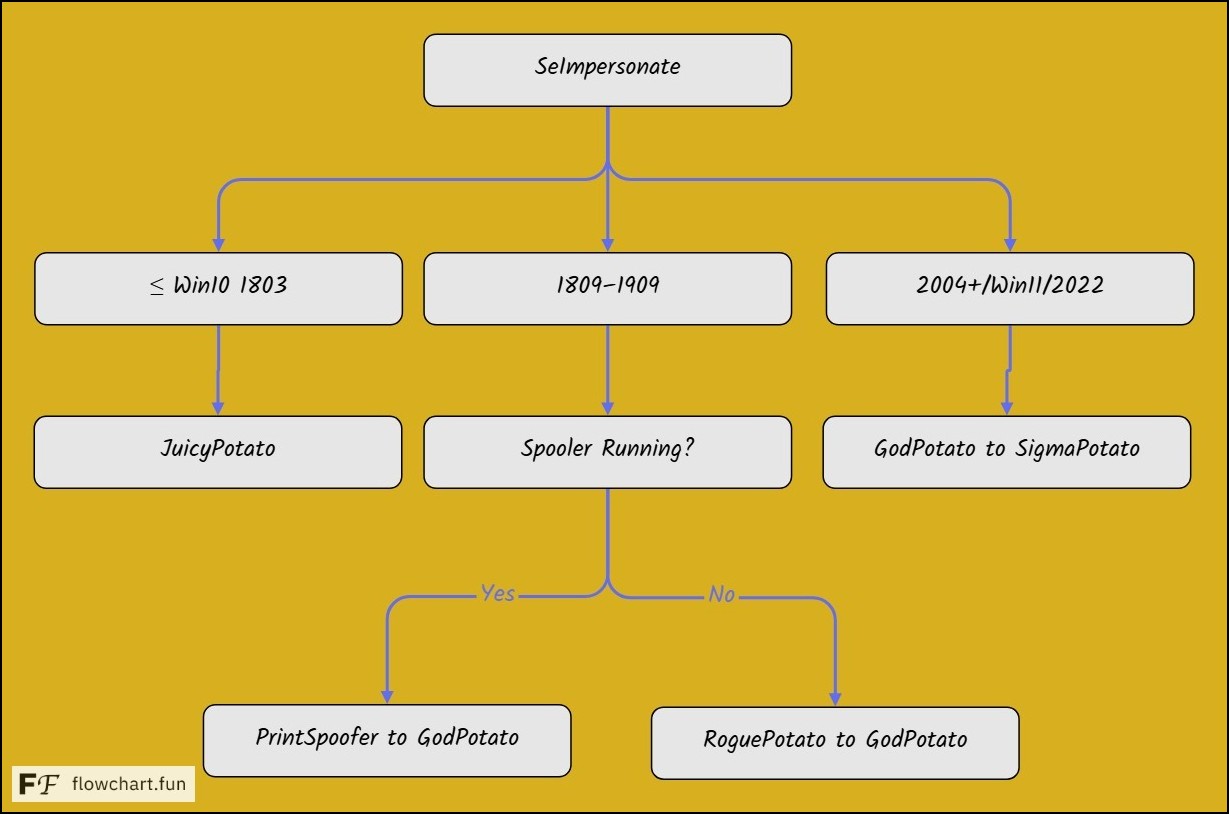 SeImpersonate
≤ Win10 1803
1809–1909
2004+/Win11/2022
JuicyPotato
Spooler Running?
GodPotato to SigmaPotato
Yes
No
PrintSpoofer to GodPotato
RoguePotato to GodPotato
FF flowchart.fun